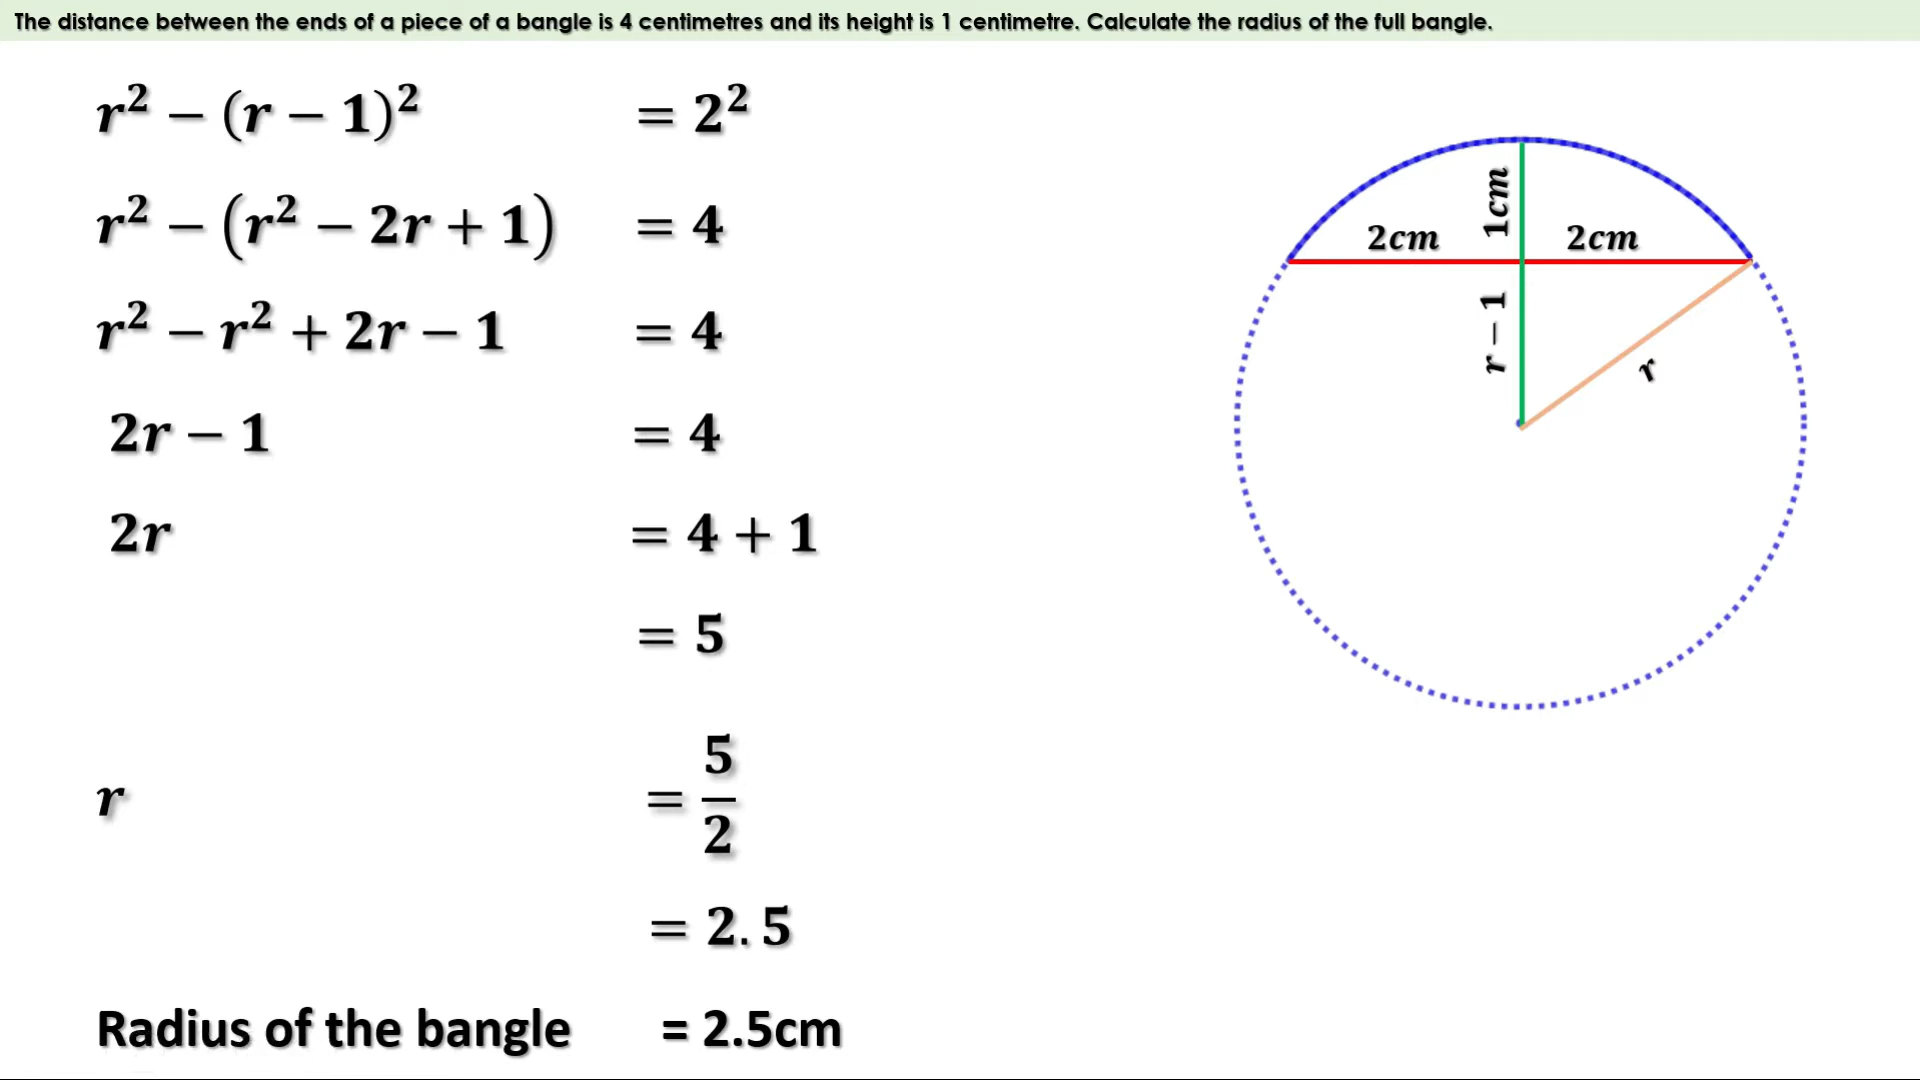 The distance between the ends of a piece of a bangle is 4 centimetres and its height is 1 centimetre. Calculate the radius of the full bangle.
r² − (r − 1)² = 2²
r² − (r² − 2r + 1) = 4
r² − r² + 2r − 1 = 4
2r − 1 = 4
2r = 4 + 1
= 5
r = 5/2
= 2.5
Radius of the bangle = 2.5cm
1cm
2cm
2cm
r − 1
r